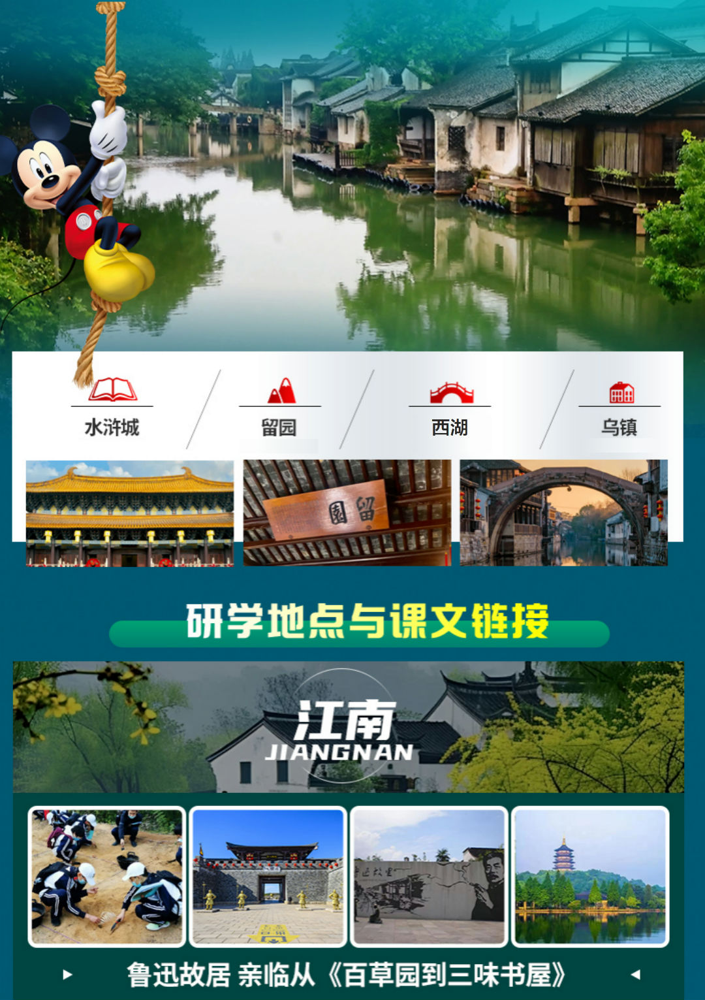 水浒城
留园
西湖
乌镇
留園
研学地点与课文链接
江南
JIANGNAN
鲁迅故居 亲临从《百草园到三味书屋》